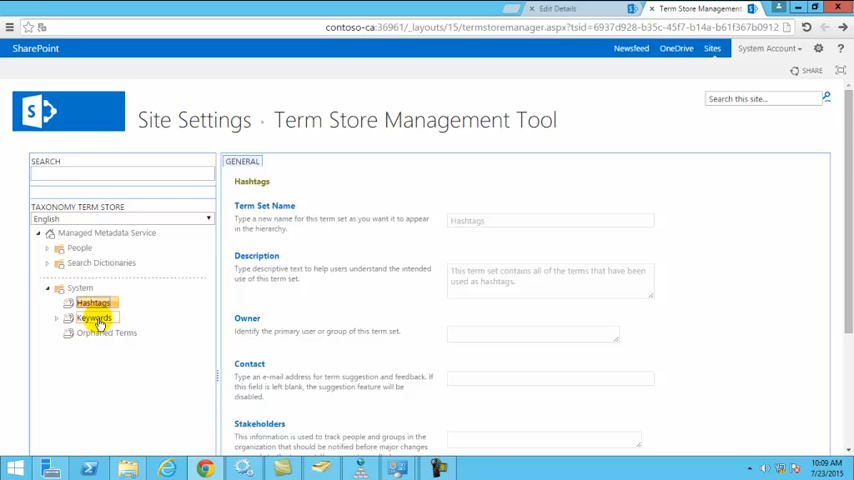 Edit Details
Term Store Management
contoso-ca:36961/_layouts/15/termstoremanager.aspx?tsid=6937d928-b35c-45f7-b14a-b61f367b0912
SharePoint
Newsfeed
OneDrive
Sites
System Account
?
SHARE
S
Site Settings › Term Store Management Tool
Search this site...
SEARCH
TAXONOMY TERM STORE
English
Managed Metadata Service
People
Search Dictionaries
System
Hashtags
Keywords
Orphaned Terms
GENERAL
Hashtags
Term Set Name
Type a new name for this term set as you want it to appear
in the hierarchy.
Hashtags
Description
Type descriptive text to help users understand the intended
use of this term set.
This term set contains all of the terms that have been
used as hashtags.
Owner
Identify the primary user or group of this term set.
Contact
Type an e-mail address for term suggestion and feedback. If
this field is left blank, the suggestion feature will be
disabled.
Stakeholders
This information is used to track people and groups in the
organization that should be notified before major changes
10:09 AM
7/23/2015